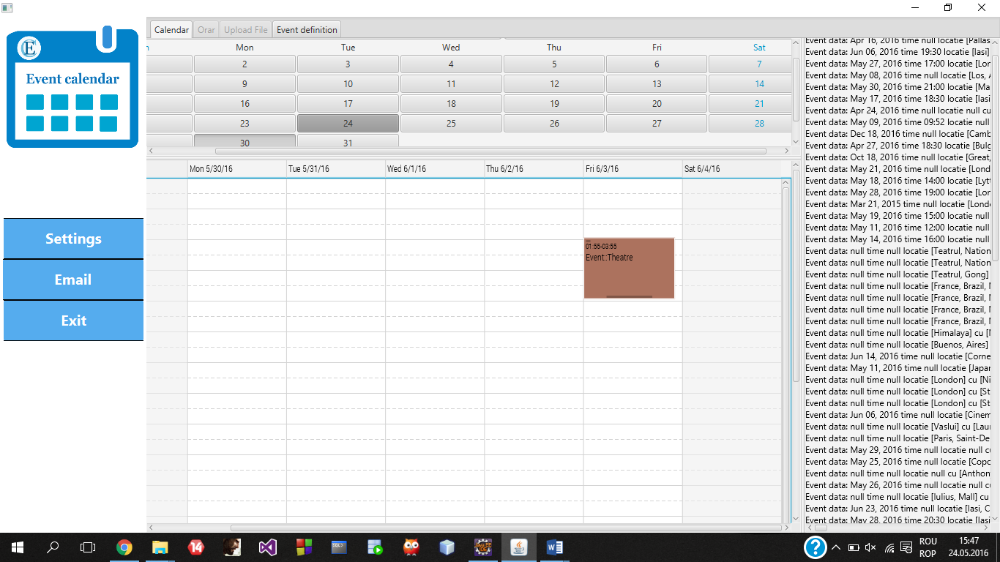 Calendar Orar Upload File Event definition
E
Event calendar
Settings
Email
Exit
Mon Tue Wed Thu Fri Sat
2 3 4 5 6 7
9 10 11 12 13 14
16 17 18 19 20 21
23 24 25 26 27 28
30 31
Mon 5/30/16 Tue 5/31/16 Wed 6/1/16 Thu 6/2/16 Fri 6/3/16 Sat 6/4/16
01:55-03:55
Event::Theatre
Event data: Apr 16, 2016 time null locatie [Pallas
Event data: Jun 06, 2016 time 19:30 locatie [Iasi]
Event data: May 27, 2016 time 17:00 locatie [Lon
Event data: May 08, 2016 time null locatie [Los, 
Event data: May 30, 2016 time 21:00 locatie [Ma
Event data: May 17, 2016 time 18:30 locatie [Iasi
Event data: Apr 24, 2016 time null locatie null cu
Event data: May 09, 2016 time 09:52 locatie null
Event data: Dec 18, 2016 time null locatie [Camb
Event data: Apr 27, 2016 time 18:30 locatie [Bulg
Event data: Oct 18, 2016 time null locatie [Great,
Event data: May 21, 2016 time null locatie [Lond
Event data: May 18, 2016 time 14:00 locatie [Lyt
Event data: May 28, 2016 time 19:00 locatie [Lon
Event data: Mar 21, 2015 time null locatie [Londo
Event data: May 19, 2016 time 15:00 locatie null
Event data: May 11, 2016 time 12:00 locatie null
Event data: May 14, 2016 time 16:00 locatie null
Event data: null time null locatie [Teatrul, Nation
Event data: null time null locatie [Teatrul, Nation
Event data: null time null locatie [Teatrul, Gong]
Event data: null time null locatie [France, Brazil,
Event data: null time null locatie [France, Brazil,
Event data: null time null locatie [France, Brazil,
Event data: null time null locatie [France, Brazil,
Event data: null time null locatie [Himalaya] cu
Event data: null time null locatie [Buenos, Aires]
Event data: Jun 14, 2016 time null locatie [Corne
Event data: May 11, 2016 time null locatie [Japan
Event data: null time null locatie [London] cu [Ni
Event data: null time null locatie [London] cu [St
Event data: null time null locatie [London] cu [St
Event data: Jun 06, 2016 time null locatie [Cinem
Event data: null time null locatie [Vaslui] cu [Lau
Event data: null time null locatie [Paris, Saint-De
Event data: May 29, 2016 time null locatie null c
Event data: May 25, 2016 time null locatie [Copo
Event data: null time null locatie null cu [Anthon
Event data: May 26, 2016 time null locatie null c
Event data: null time null locatie [Iulius, Mall] cu
Event data: Jun 23, 2016 time null locatie [Iasi, C
Event data: May 28, 2016 time 20:30 locatie [Iasi
ROU 15:47
ROP 24.05.2016